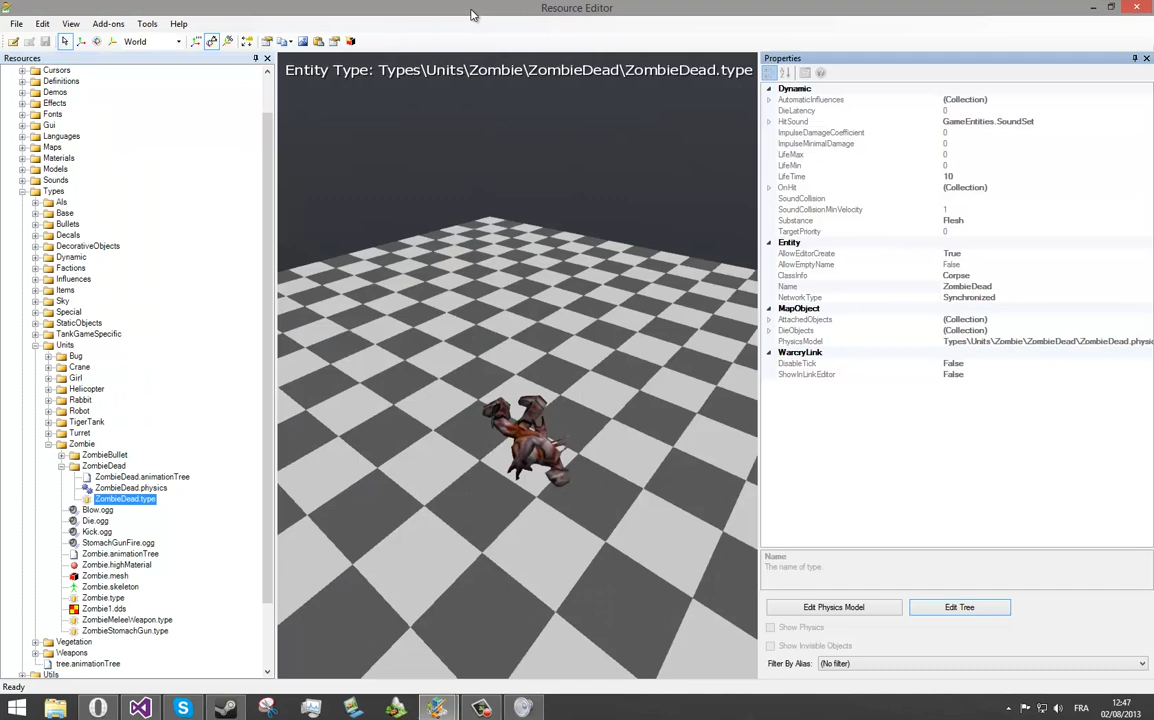 Resource Editor
File Edit View Add-ons Tools Help
World
Resources
Properties
Cursors
Definitions
Demos
Effects
Fonts
Gui
Languages
Maps
Materials
Models
Sounds
Types
AIs
Base
Bullets
Decals
DecorativeObjects
Dynamic
Factions
Influences
Items
Sky
Special
StaticObjects
TankGameSpecific
Units
Bug
Crane
Girl
Helicopter
Rabbit
Robot
TigerTank
Turret
Zombie
ZombieBullet
ZombieDead
ZombieDead.animationTree
ZombieDead.physics
ZombieDead.type
Blow.ogg
Die.ogg
Kick.ogg
StomachGunFire.ogg
Zombie.animationTree
Zombie.highMaterial
Zombie.mesh
Zombie.skeleton
Zombie.type
Zombie1.dds
ZombieMeleeWeapon.type
ZombieStomachGun.type
Vegetation
Weapons
tree.animationTree
Utils
Entity Type: Types\Units\Zombie\ZombieDead\ZombieDead.type
Dynamic
AutomaticInfluences (Collection)
DieLatency 0
HitSound GameEntities.SoundSet
ImpulseDamageCoefficient 0
ImpulseMinimalDamage 0
LifeMax 0
LifeMin 0
LifeTime 10
OnHit (Collection)
SoundCollision
SoundCollisionMinVelocity 1
Substance Flesh
TargetPriority 0
Entity
AllowEditorCreate True
AllowEmptyName False
ClassInfo Corpse
Name ZombieDead
NetworkType Synchronized
MapObject
AttachedObjects (Collection)
DieObjects (Collection)
PhysicsModel Types\Units\Zombie\ZombieDead\ZombieDead.physic
WarcryLink
DisableTick False
ShowInLinkEditor False
Name
The name of type.
Edit Physics Model Edit Tree
Show Physics
Show Invisible Objects
Filter By Alias: (No filter)
Ready
FRA
12:47
02/08/2013